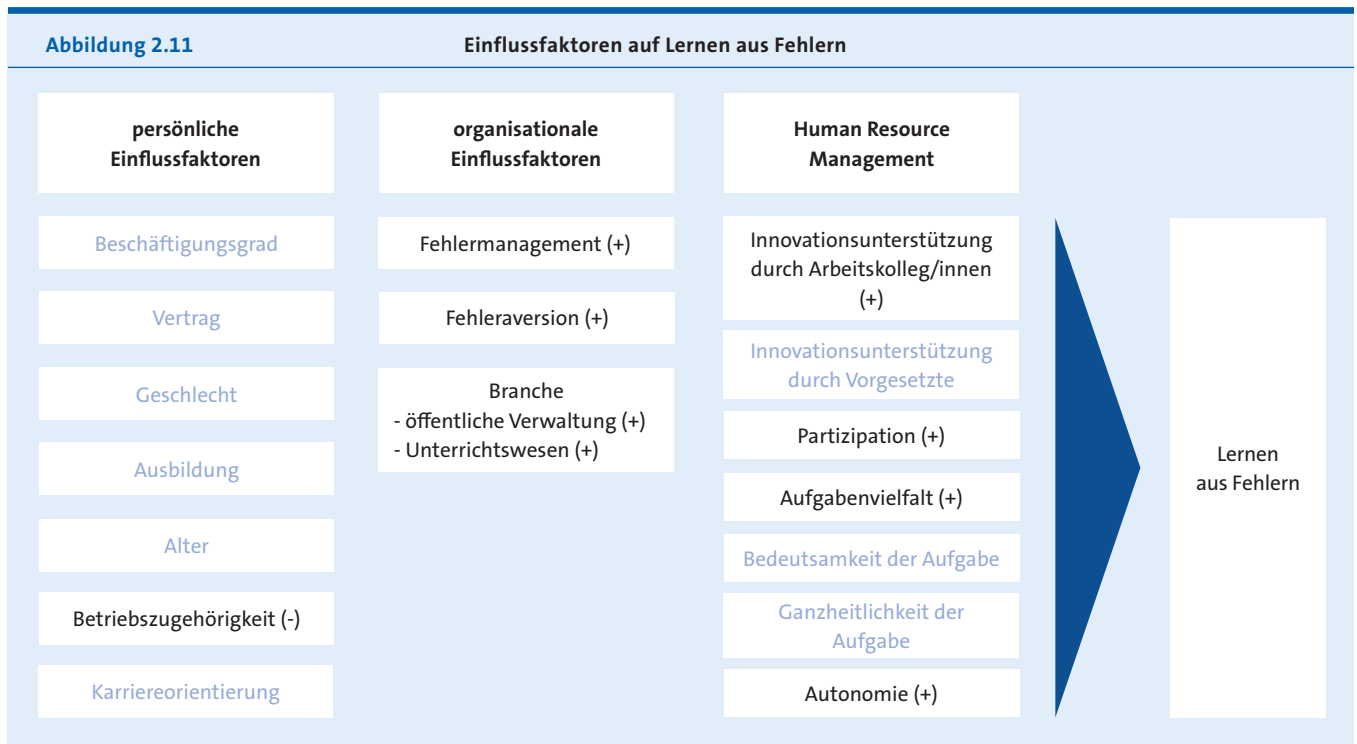 Abbildung 2.11
Einflussfaktoren auf Lernen aus Fehlern
persönliche
Einflussfaktoren
Beschäftigungsgrad
Vertrag
Geschlecht
Ausbildung
Alter
Betriebszugehörigkeit (-)
Karriereorientierung
organisationale
Einflussfaktoren
Fehlermanagement (+)
Fehleraversion (+)
Branche
- öffentliche Verwaltung (+)
- Unterrichtswesen (+)
Human Resource
Management
Innovationsunterstützung
durch Arbeitskolleg/innen
(+)
Innovationsunterstützung
durch Vorgesetzte
Partizipation (+)
Aufgabenvielfalt (+)
Bedeutsamkeit der Aufgabe
Ganzheitlichkeit der
Aufgabe
Autonomie (+)
Lernen
aus Fehlern